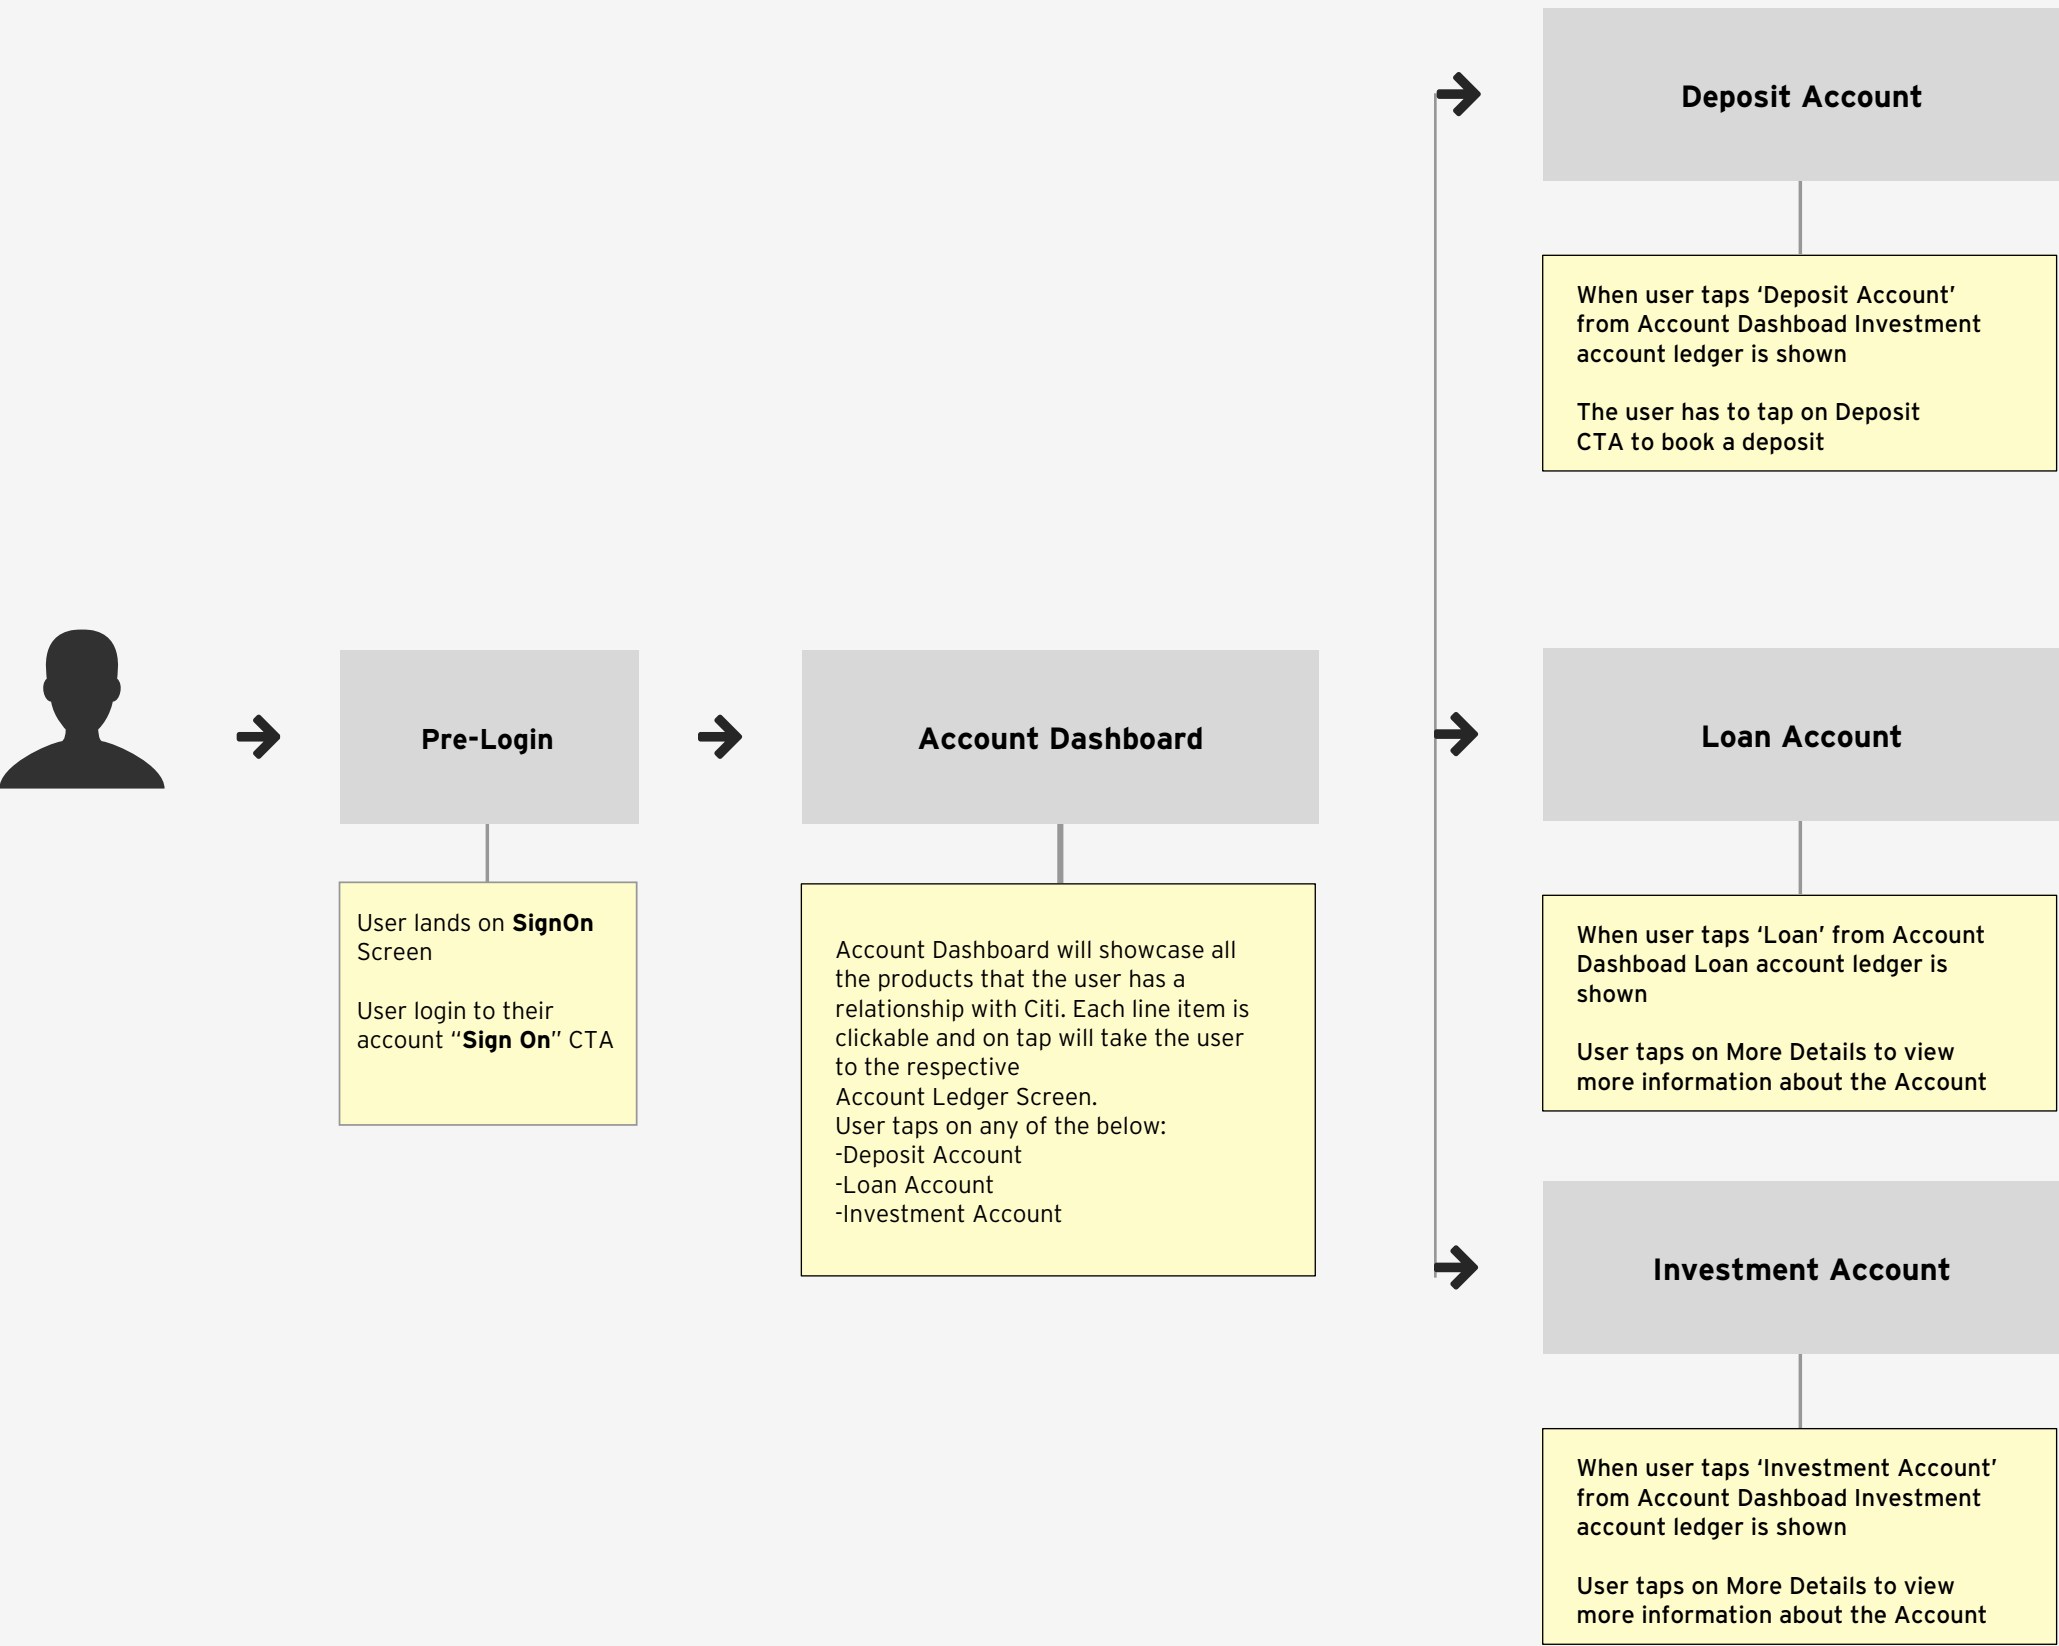 Deposit Account
When user taps ‘Deposit Account’
from Account Dashboad Investment
account ledger is shown
The user has to tap on Deposit
CTA to book a deposit
Pre-Login
User lands on SignOn
Screen
User login to their
account “Sign On” CTA
Account Dashboard
Account Dashboard will showcase all
the products that the user has a
relationship with Citi. Each line item is
clickable and on tap will take the user
to the respective
Account Ledger Screen.
User taps on any of the below:
-Deposit Account
-Loan Account
-Investment Account
Loan Account
When user taps ‘Loan’ from Account
Dashboad Loan account ledger is
shown
User taps on More Details to view
more information about the Account
Investment Account
When user taps ‘Investment Account’
from Account Dashboad Investment
account ledger is shown
User taps on More Details to view
more information about the Account